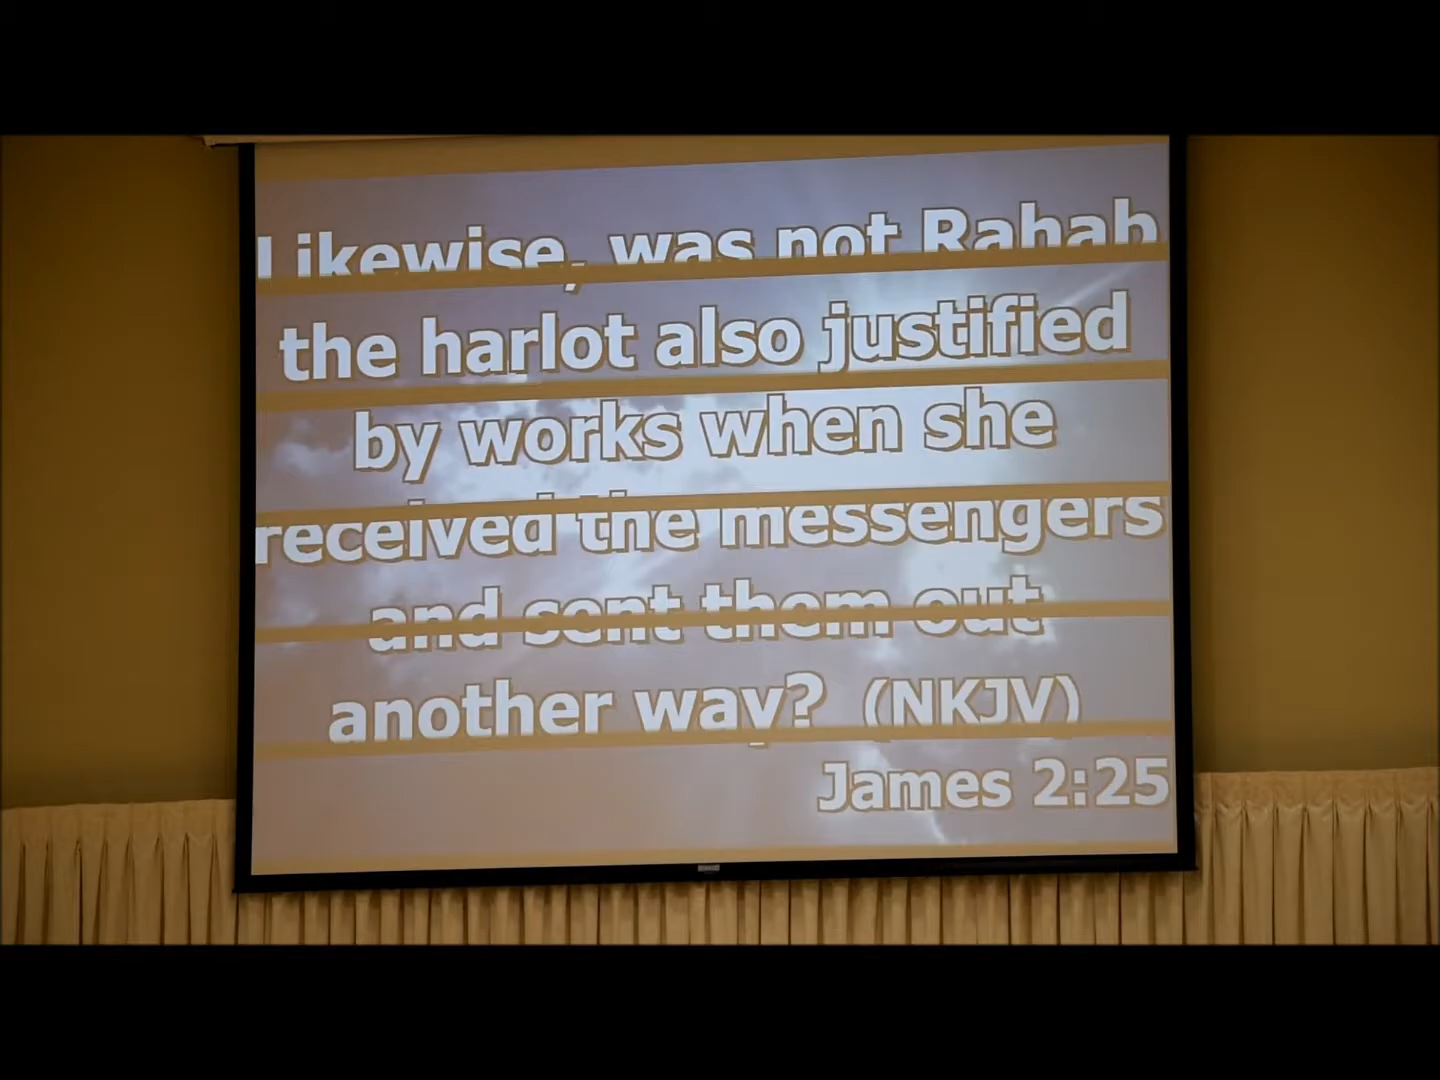 Likewise, was not Rahab
the harlot also justified
by works when she
received the messengers
and sent them out
another way? (NKJV)
James 2:25